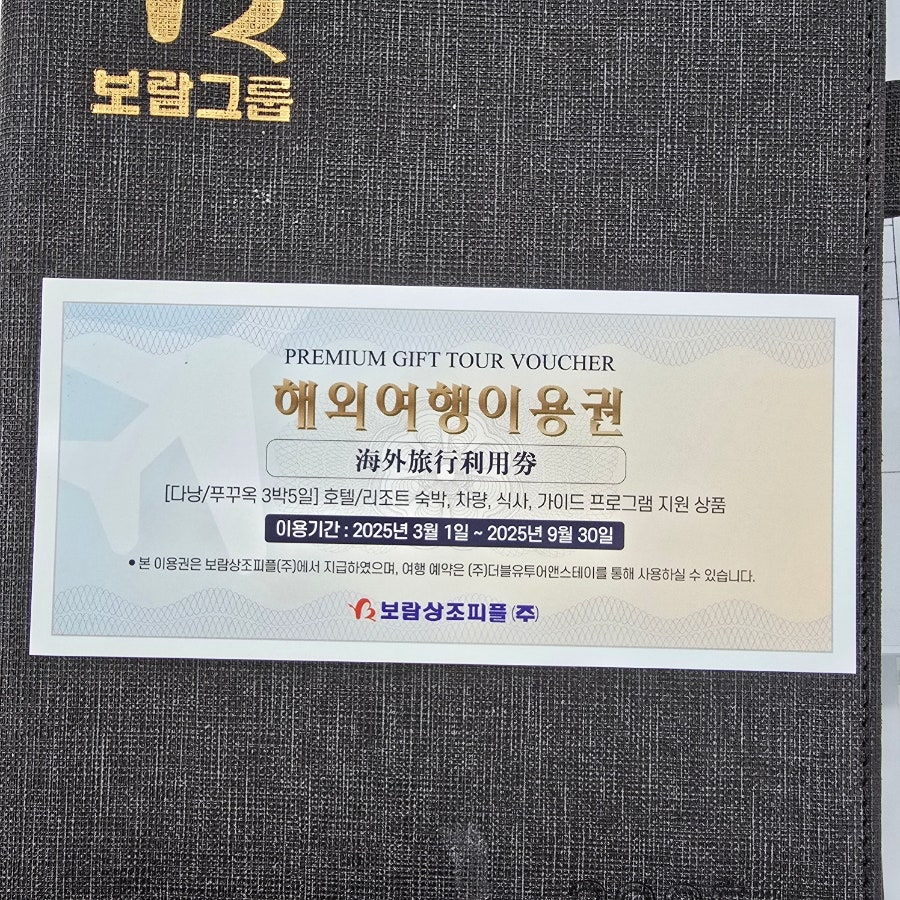 보람그룹
PREMIUM GIFT TOUR VOUCHER
해외여행이용권
海外旅行利用券
[다낭/푸꾸옥 3박5일] 호텔/리조트 숙박, 차량, 식사, 가이드 프로그램 지원 상품
이용기간 : 2025년 3월 1일 ~ 2025년 9월 30일
● 본 이용권은 보람상조피플(주)에서 지급하였으며, 여행 예약은 (주)더블유투어앤스테이를 통해 사용하실 수 있습니다.
보람상조피플(주)